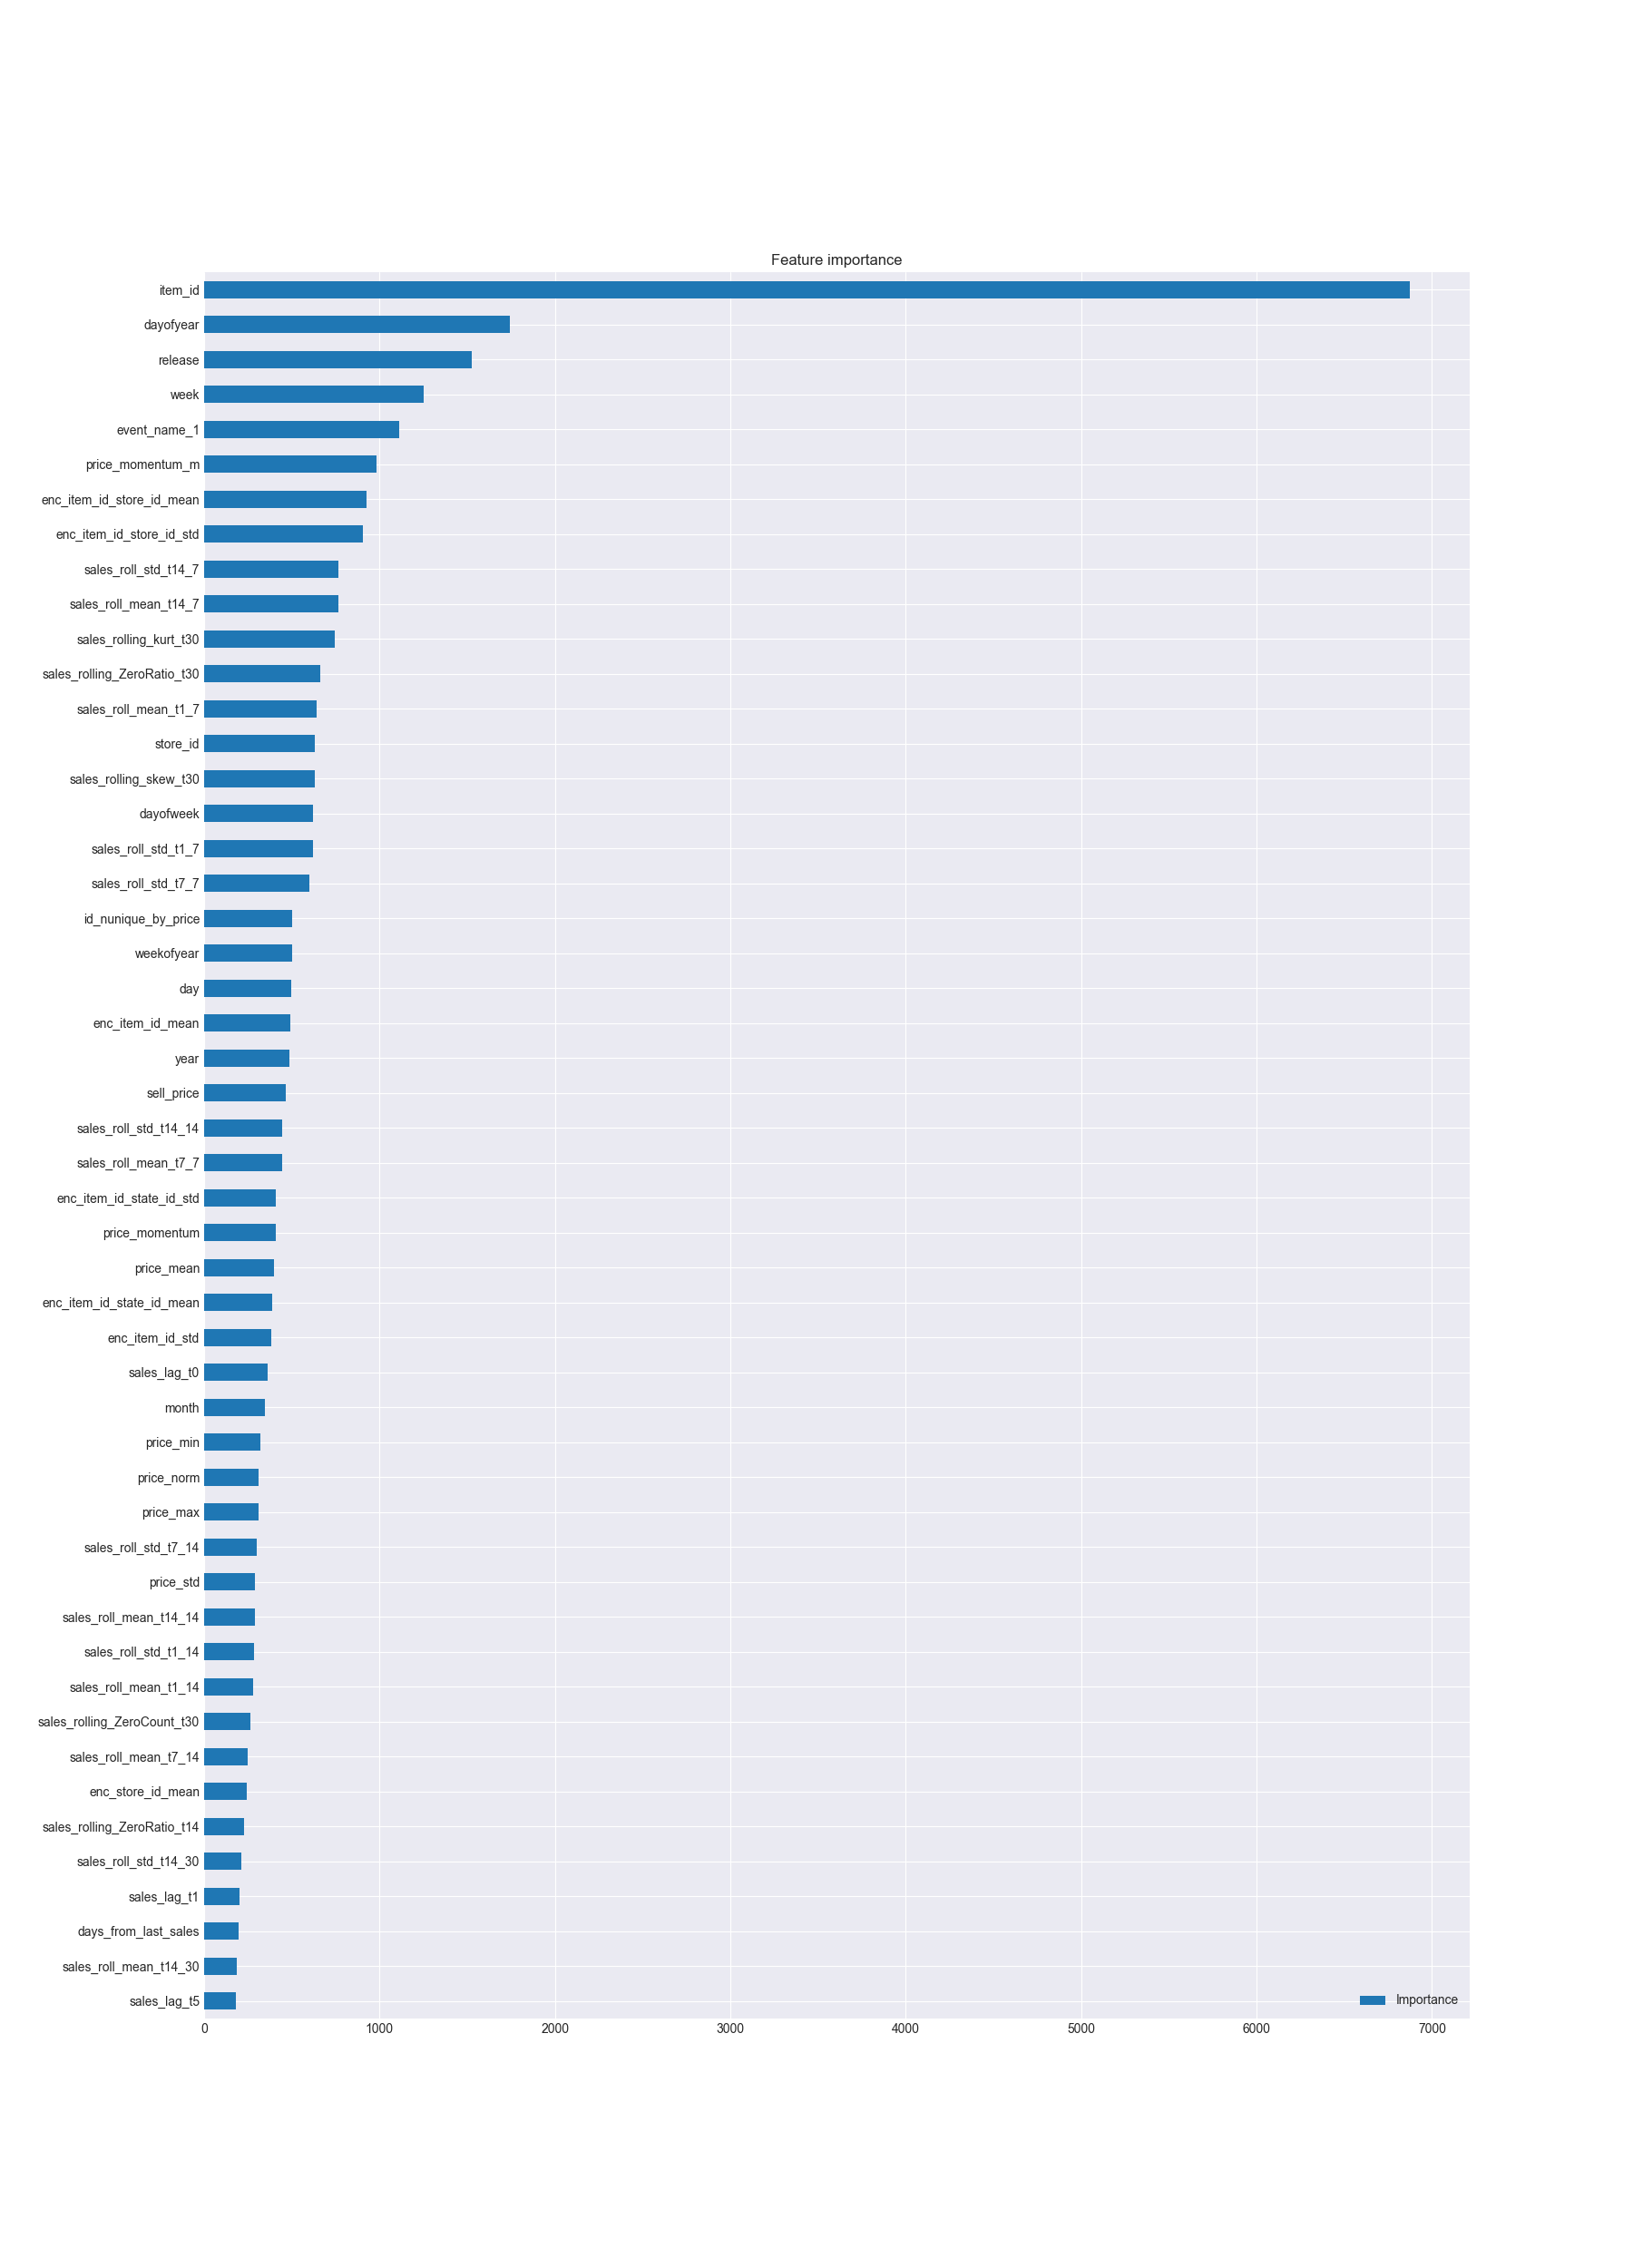 Feature importance
item_id
dayofyear
release
week
event_name_1
price_momentum_m
enc_item_id_store_id_mean
enc_item_id_store_id_std
sales_roll_std_t14_7
sales_roll_mean_t14_7
sales_rolling_kurt_t30
sales_rolling_ZeroRatio_t30
sales_roll_mean_t1_7
store_id
sales_rolling_skew_t30
dayofweek
sales_roll_std_t1_7
sales_roll_std_t7_7
id_nunique_by_price
weekofyear
day
enc_item_id_mean
year
sell_price
sales_roll_std_t14_14
sales_roll_mean_t7_7
enc_item_id_state_id_std
price_momentum
price_mean
enc_item_id_state_id_mean
enc_item_id_std
sales_lag_t0
month
price_min
price_norm
price_max
sales_roll_std_t7_14
price_std
sales_roll_mean_t14_14
sales_roll_std_t1_14
sales_roll_mean_t1_14
sales_rolling_ZeroCount_t30
sales_roll_mean_t7_14
enc_store_id_mean
sales_rolling_ZeroRatio_t14
sales_roll_std_t14_30
sales_lag_t1
days_from_last_sales
sales_roll_mean_t14_30
sales_lag_t5
Importance
0 1000 2000 3000 4000 5000 6000 7000